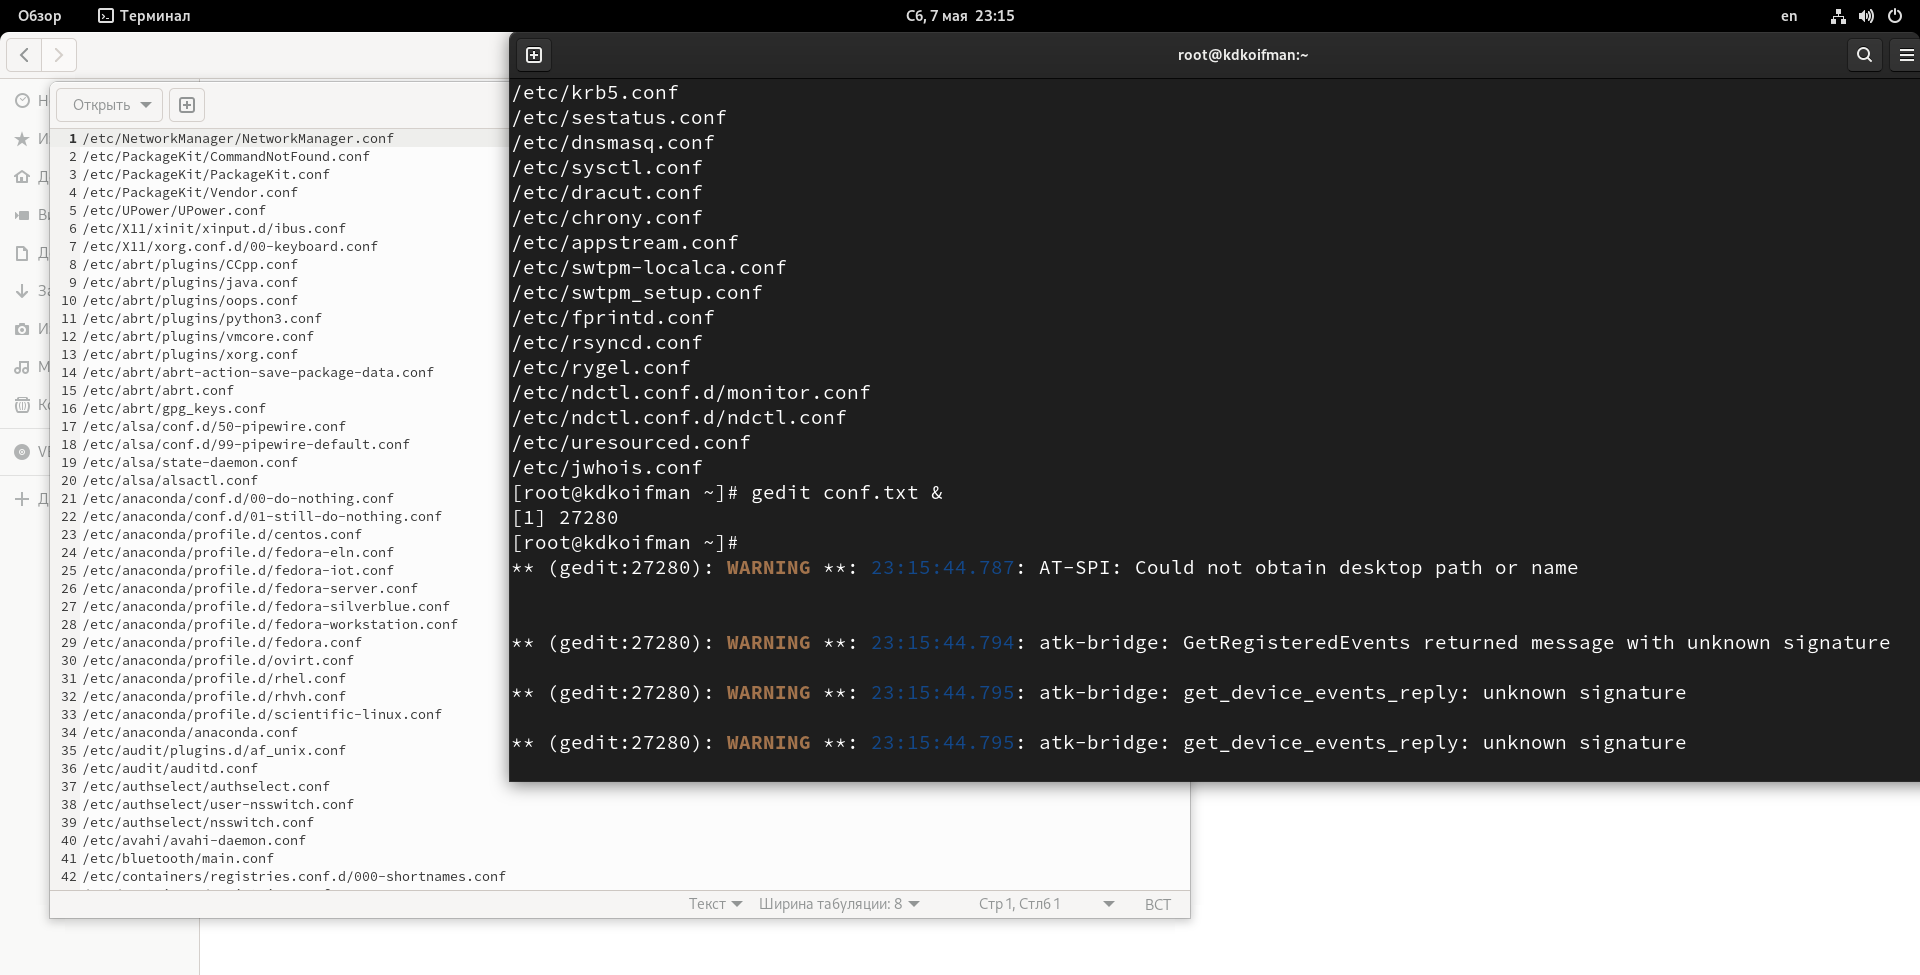 Обзор
Терминал
Сб, 7 мая 23:15
en
Открыть
1 /etc/NetworkManager/NetworkManager.conf
2 /etc/PackageKit/CommandNotFound.conf
3 /etc/PackageKit/PackageKit.conf
4 /etc/PackageKit/Vendor.conf
5 /etc/UPower/UPower.conf
6 /etc/X11/xinit/xinput.d/ibus.conf
7 /etc/X11/xorg.conf.d/00-keyboard.conf
8 /etc/abrt/plugins/CCpp.conf
9 /etc/abrt/plugins/java.conf
10 /etc/abrt/plugins/oops.conf
11 /etc/abrt/plugins/python3.conf
12 /etc/abrt/plugins/vmcore.conf
13 /etc/abrt/plugins/xorg.conf
14 /etc/abrt/abrt-action-save-package-data.conf
15 /etc/abrt/abrt.conf
16 /etc/abrt/gpg_keys.conf
17 /etc/alsa/conf.d/50-pipewire.conf
18 /etc/alsa/conf.d/99-pipewire-default.conf
19 /etc/alsa/state-daemon.conf
20 /etc/alsa/alsactl.conf
21 /etc/anaconda/conf.d/00-do-nothing.conf
22 /etc/anaconda/conf.d/01-still-do-nothing.conf
23 /etc/anaconda/profile.d/centos.conf
24 /etc/anaconda/profile.d/fedora-eln.conf
25 /etc/anaconda/profile.d/fedora-iot.conf
26 /etc/anaconda/profile.d/fedora-server.conf
27 /etc/anaconda/profile.d/fedora-silverblue.conf
28 /etc/anaconda/profile.d/fedora-workstation.conf
29 /etc/anaconda/profile.d/fedora.conf
30 /etc/anaconda/profile.d/ovirt.conf
31 /etc/anaconda/profile.d/rhel.conf
32 /etc/anaconda/profile.d/rhvh.conf
33 /etc/anaconda/profile.d/scientific-linux.conf
34 /etc/anaconda/anaconda.conf
35 /etc/audit/plugins.d/af_unix.conf
36 /etc/audit/auditd.conf
37 /etc/authselect/authselect.conf
38 /etc/authselect/user-nsswitch.conf
39 /etc/authselect/nsswitch.conf
40 /etc/avahi/avahi-daemon.conf
41 /etc/bluetooth/main.conf
42 /etc/containers/registries.conf.d/000-shortnames.conf
Текст
Ширина табуляции: 8
Стр 1, Стлб 1
ВСТ
root@kdkoifman:~
/etc/krb5.conf
/etc/sestatus.conf
/etc/dnsmasq.conf
/etc/sysctl.conf
/etc/dracut.conf
/etc/chrony.conf
/etc/appstream.conf
/etc/swtpm-localca.conf
/etc/swtpm_setup.conf
/etc/fprintd.conf
/etc/rsyncd.conf
/etc/rygel.conf
/etc/ndctl.conf.d/monitor.conf
/etc/ndctl.conf.d/ndctl.conf
/etc/uresourced.conf
/etc/jwhois.conf
[root@kdkoifman ~]# gedit conf.txt &
[1] 27280
[root@kdkoifman ~]#
** (gedit:27280): WARNING **: 23:15:44.787: AT-SPI: Could not obtain desktop path or name
** (gedit:27280): WARNING **: 23:15:44.794: atk-bridge: GetRegisteredEvents returned message with unknown signature
** (gedit:27280): WARNING **: 23:15:44.795: atk-bridge: get_device_events_reply: unknown signature
** (gedit:27280): WARNING **: 23:15:44.795: atk-bridge: get_device_events_reply: unknown signature